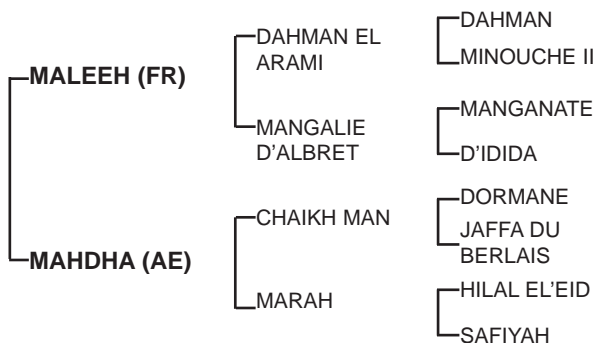 DAHMAN
DAHMAN EL
ARAMI
MINOUCHE II
MALEEH (FR)
MANGANATE
MANGALIE
D'ALBRET
D'IDIDA
DORMANE
CHAIKH MAN
JAFFA DU
BERLAIS
MAHDHA (AE)
HILAL EL'EID
MARAH
SAFIYAH